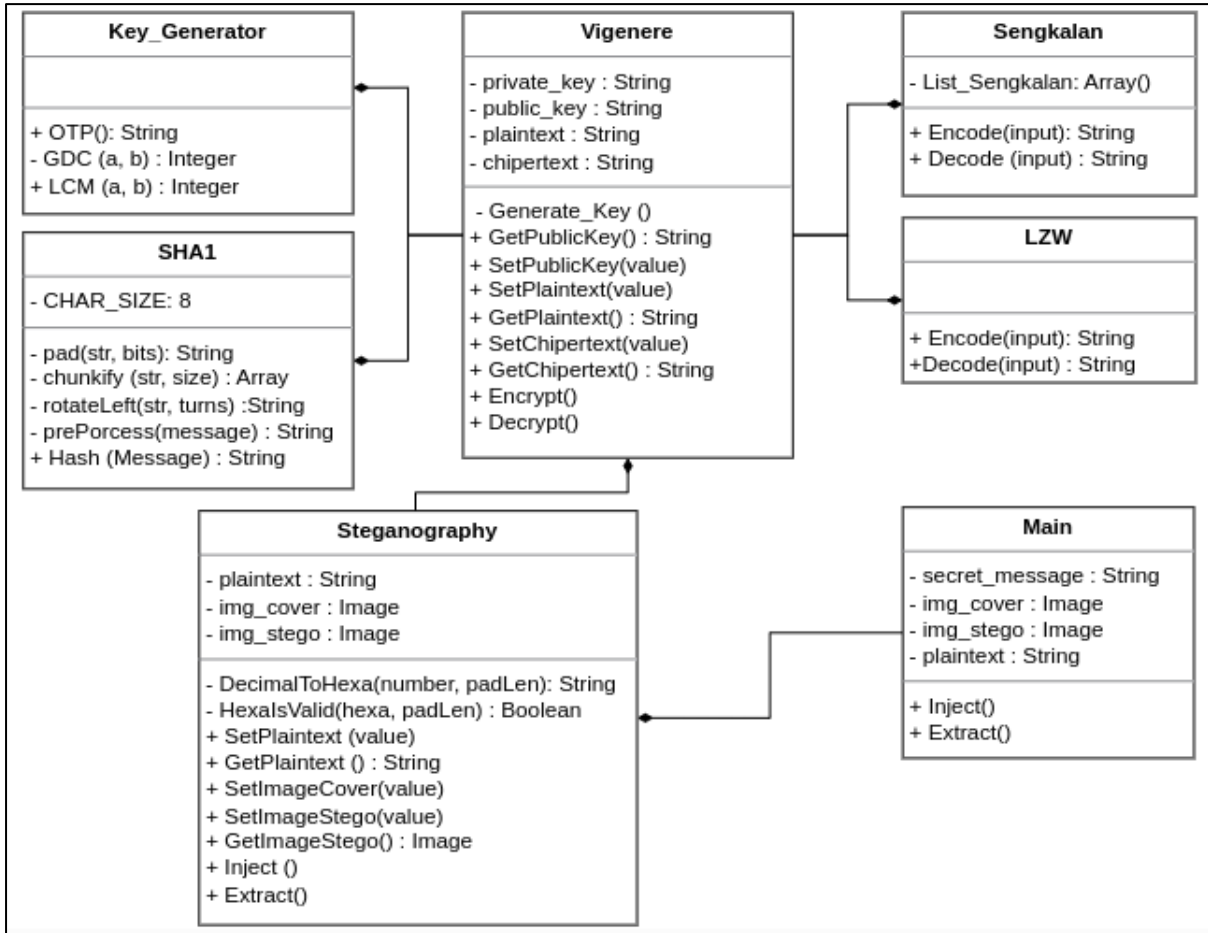 Key_Generator
+ OTP(): String
- GDC (a, b) : Integer
+ LCM (a, b) : Integer
SHA1
- CHAR_SIZE: 8
- pad(str, bits): String
- chunkify (str, size) : Array
- rotateLeft(str, turns) :String
- prePorcess(message) : String
+ Hash (Message) : String
Vigenere
- private_key : String
- public_key : String
- plaintext : String
- chipertext : String
- Generate_Key ()
+ GetPublicKey() : String
+ SetPublicKey(value)
+ SetPlaintext(value)
+ GetPlaintext() : String
+ SetChipertext(value)
+ GetChipertext() : String
+ Encrypt()
+ Decrypt()
Sengkalan
- List_Sengkalan: Array()
+ Encode(input): String
+ Decode (input) : String
LZW
+ Encode(input): String
+Decode(input) : String
Steganography
- plaintext : String
- img_cover : Image
- img_stego : Image
- DecimalToHexa(number, padLen): String
- HexaIsValid(hexa, padLen) : Boolean
+ SetPlaintext (value)
+ GetPlaintext () : String
+ SetImageCover(value)
+ SetImageStego(value)
+ GetImageStego() : Image
+ Inject ()
+ Extract()
Main
- secret_message : String
- img_cover : Image
- img_stego : Image
- plaintext : String
+ Inject()
+ Extract()